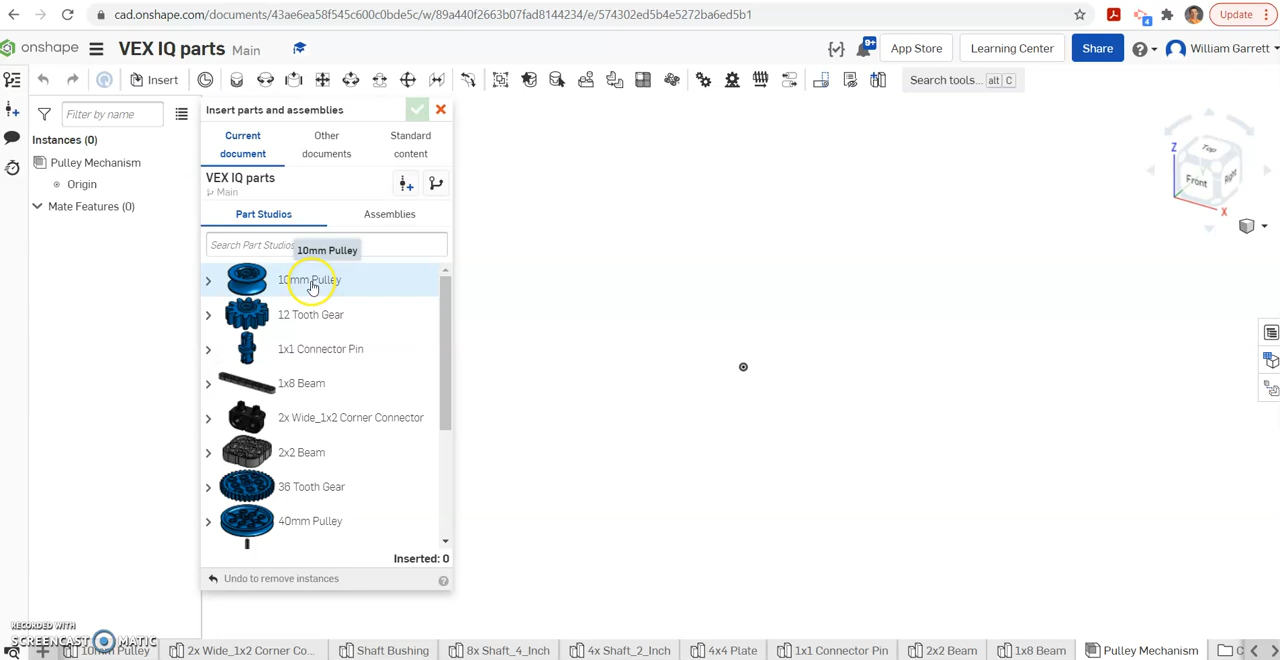 cad.onshape.com/documents/43ae6ea58f545c600c0bde5c/w/09a440f2663b07fad8144234/e/574302ed5b4e5272ba6ed5b1
4
Update
onshape
VEX IQ parts Main
9+
App Store
Learning Center
Share
William Garrett
Insert
Search tools... alt C
Filter by name
Insert parts and assemblies
Instances (0)
Current document
Other documents
Standard content
Pulley Mechanism
Origin
Mate Features (0)
VEX IQ parts
Main
Part Studios
Assemblies
Search Part Studios
10mm Pulley
10mm Pulley
12 Tooth Gear
1x1 Connector Pin
1x8 Beam
2x Wide_1x2 Corner Connector
2x2 Beam
36 Tooth Gear
40mm Pulley
Inserted: 0
Undo to remove instances
Z
Top
Front
Right
X
RECORDED WITH
SCREENCAST MATIC
10mm Pulley
2x Wide_1x2 Corner Co...
Shaft Bushing
8x Shaft_4_Inch
4x Shaft_2_Inch
4x4 Plate
1x1 Connector Pin
2x2 Beam
1x8 Beam
Pulley Mechanism
C